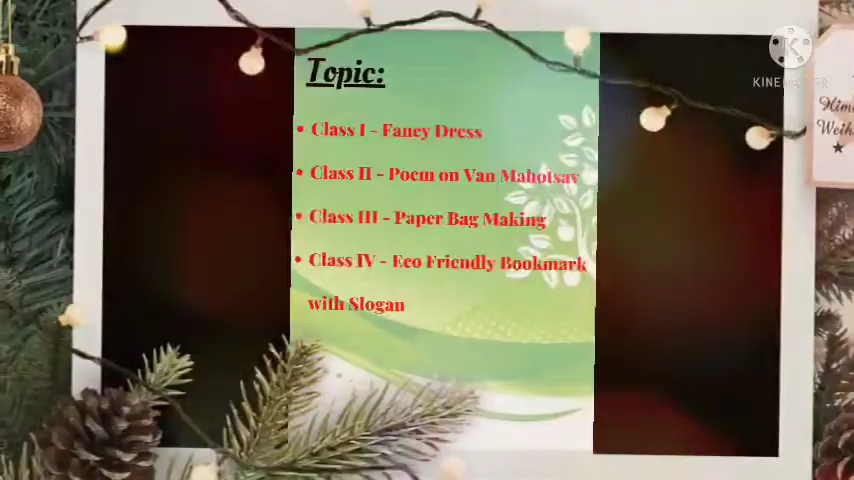 KINEMASTER
Topic:
• Class I - Fancy Dress
• Class II - Poem on Van Mahotsav
• Class III - Paper Bag Making
• Class IV - Eco Friendly Bookmark
with Slogan